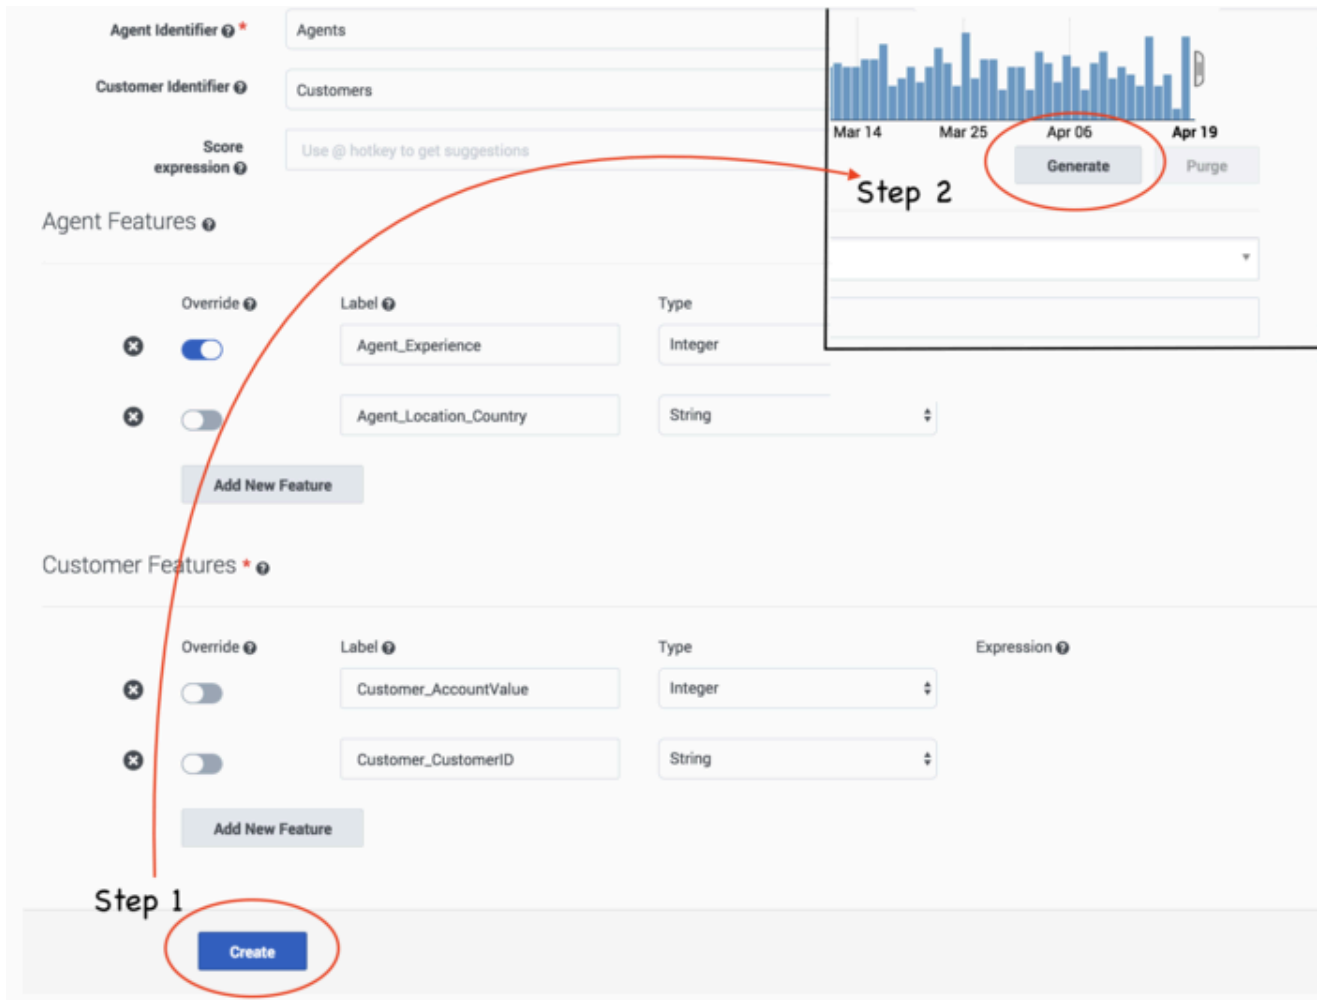 Agent Identifier ? *
Agents
Customer Identifier ?
Customers
Score
expression ?
Use @ hotkey to get suggestions
Mar 14 Mar 25 Apr 06 Apr 19
Generate Purge
Step 2
Agent Features ?
Override ? Label ? Type
Agent_Experience Integer
Agent_Location_Country String
Add New Feature
Customer Features * ?
Override ? Label ? Type Expression ?
Customer_AccountValue Integer
Customer_CustomerID String
Add New Feature
Step 1
Create